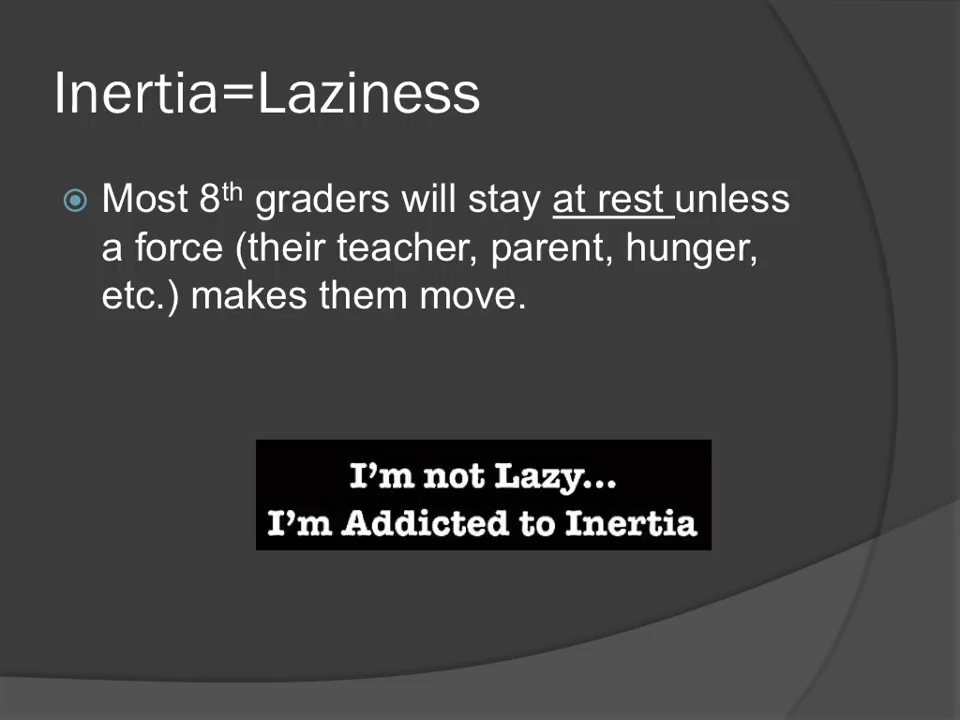 Inertia=Laziness
Most 8th graders will stay at rest unless
a force (their teacher, parent, hunger,
etc.) makes them move.
I'm not Lazy...
I'm Addicted to Inertia